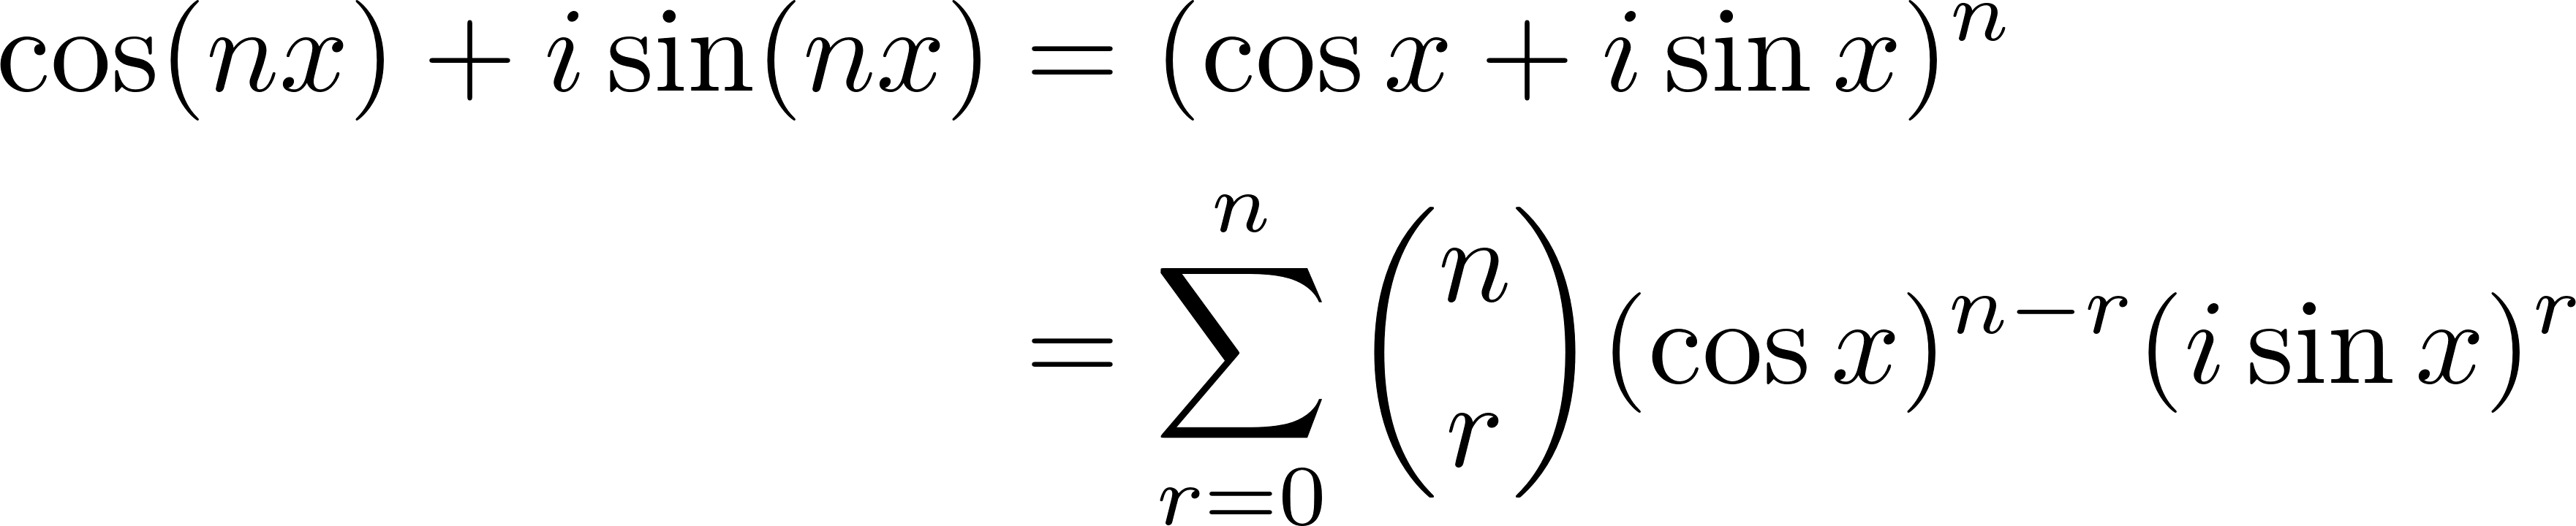 cos(nx) + i sin(nx) = (cos x + i sin x)^n
= \sum_{r=0}^{n} \binom{n}{r} (cos x)^{n-r} (i sin x)^r